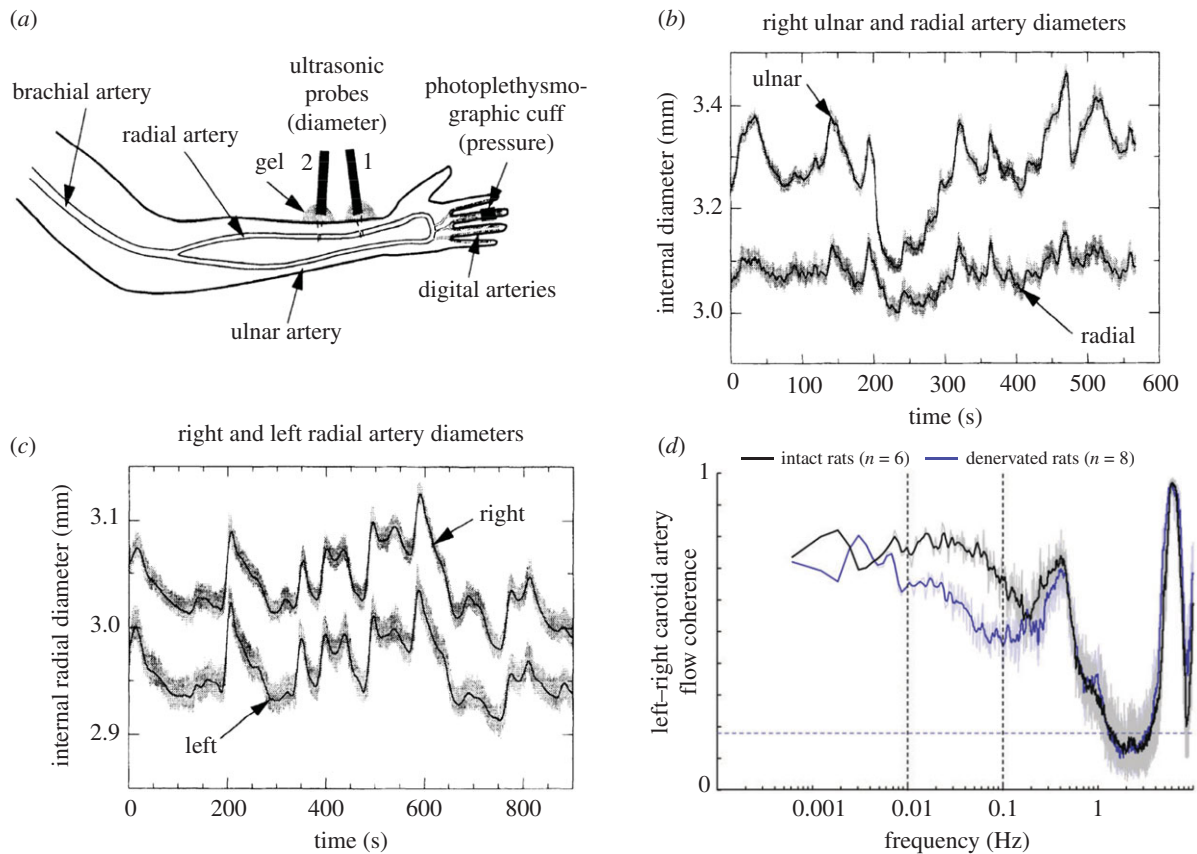 (a)
brachial artery
radial artery
gel
ultrasonic
probes
(diameter)
2 1
photoplethysmo-
graphic cuff
(pressure)
digital arteries
ulnar artery
(b) right ulnar and radial artery diameters
internal diameter (mm)
3.4
3.2
3.0
ulnar
radial
0 100 200 300 400 500 600
time (s)
(c) right and left radial artery diameters
internal radial diameter (mm)
3.1
3.0
2.9
right
left
0 200 400 600 800
time (s)
(d)
intact rats (n = 6) denervated rats (n = 8)
left–right carotid artery
flow coherence
1
0
0.001 0.01 0.1 1
frequency (Hz)